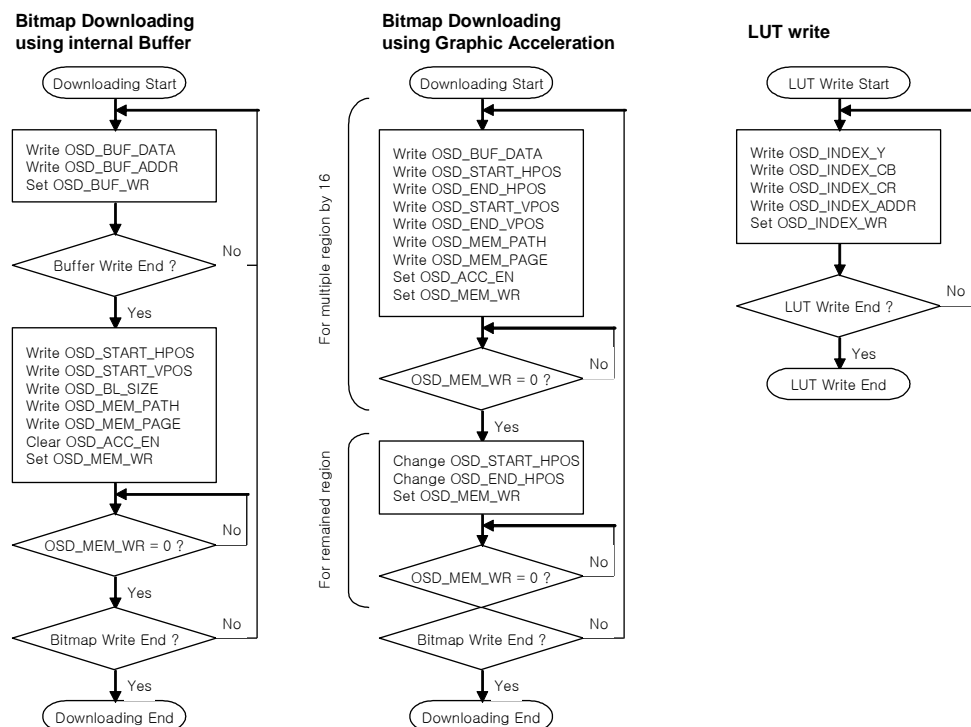 Bitmap Downloading
using internal Buffer
Downloading Start
Write OSD_BUF_DATA
Write OSD_BUF_ADDR
Set OSD_BUF_WR
No
Buffer Write End ?
Yes
Write OSD_START_HPOS
Write OSD_START_VPOS
Write OSD_BL_SIZE
Write OSD_MEM_PATH
Write OSD_MEM_PAGE
Clear OSD_ACC_EN
Set OSD_MEM_WR
No
OSD_MEM_WR = 0 ?
Yes
No
Bitmap Write End ?
Yes
Downloading End
Bitmap Downloading
using Graphic Acceleration
Downloading Start
For multiple region by 16
Write OSD_BUF_DATA
Write OSD_START_HPOS
Write OSD_END_HPOS
Write OSD_START_VPOS
Write OSD_END_VPOS
Write OSD_MEM_PATH
Write OSD_MEM_PAGE
Set OSD_ACC_EN
Set OSD_MEM_WR
No
OSD_MEM_WR = 0 ?
Yes
For remained region
Change OSD_START_HPOS
Change OSD_END_HPOS
Set OSD_MEM_WR
No
OSD_MEM_WR = 0 ?
No
Bitmap Write End ?
Yes
Downloading End
LUT write
LUT Write Start
Write OSD_INDEX_Y
Write OSD_INDEX_CB
Write OSD_INDEX_CR
Write OSD_INDEX_ADDR
Set OSD_INDEX_WR
No
LUT Write End ?
Yes
LUT Write End